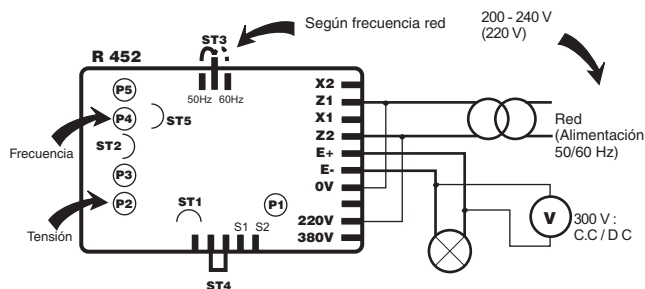 200 - 240 V
(220 V)
Según frecuencia red
ST3
R 452
50Hz
60Hz
P5
P4
ST5
Frecuencia
ST2
P3
P2
Tensión
ST1
P1
S1
S2
ST4
X2
Z1
X1
Z2
E+
E-
0V
220V
380V
Red
(Alimentación
50/60 Hz)
V
300 V :
C.C / D C